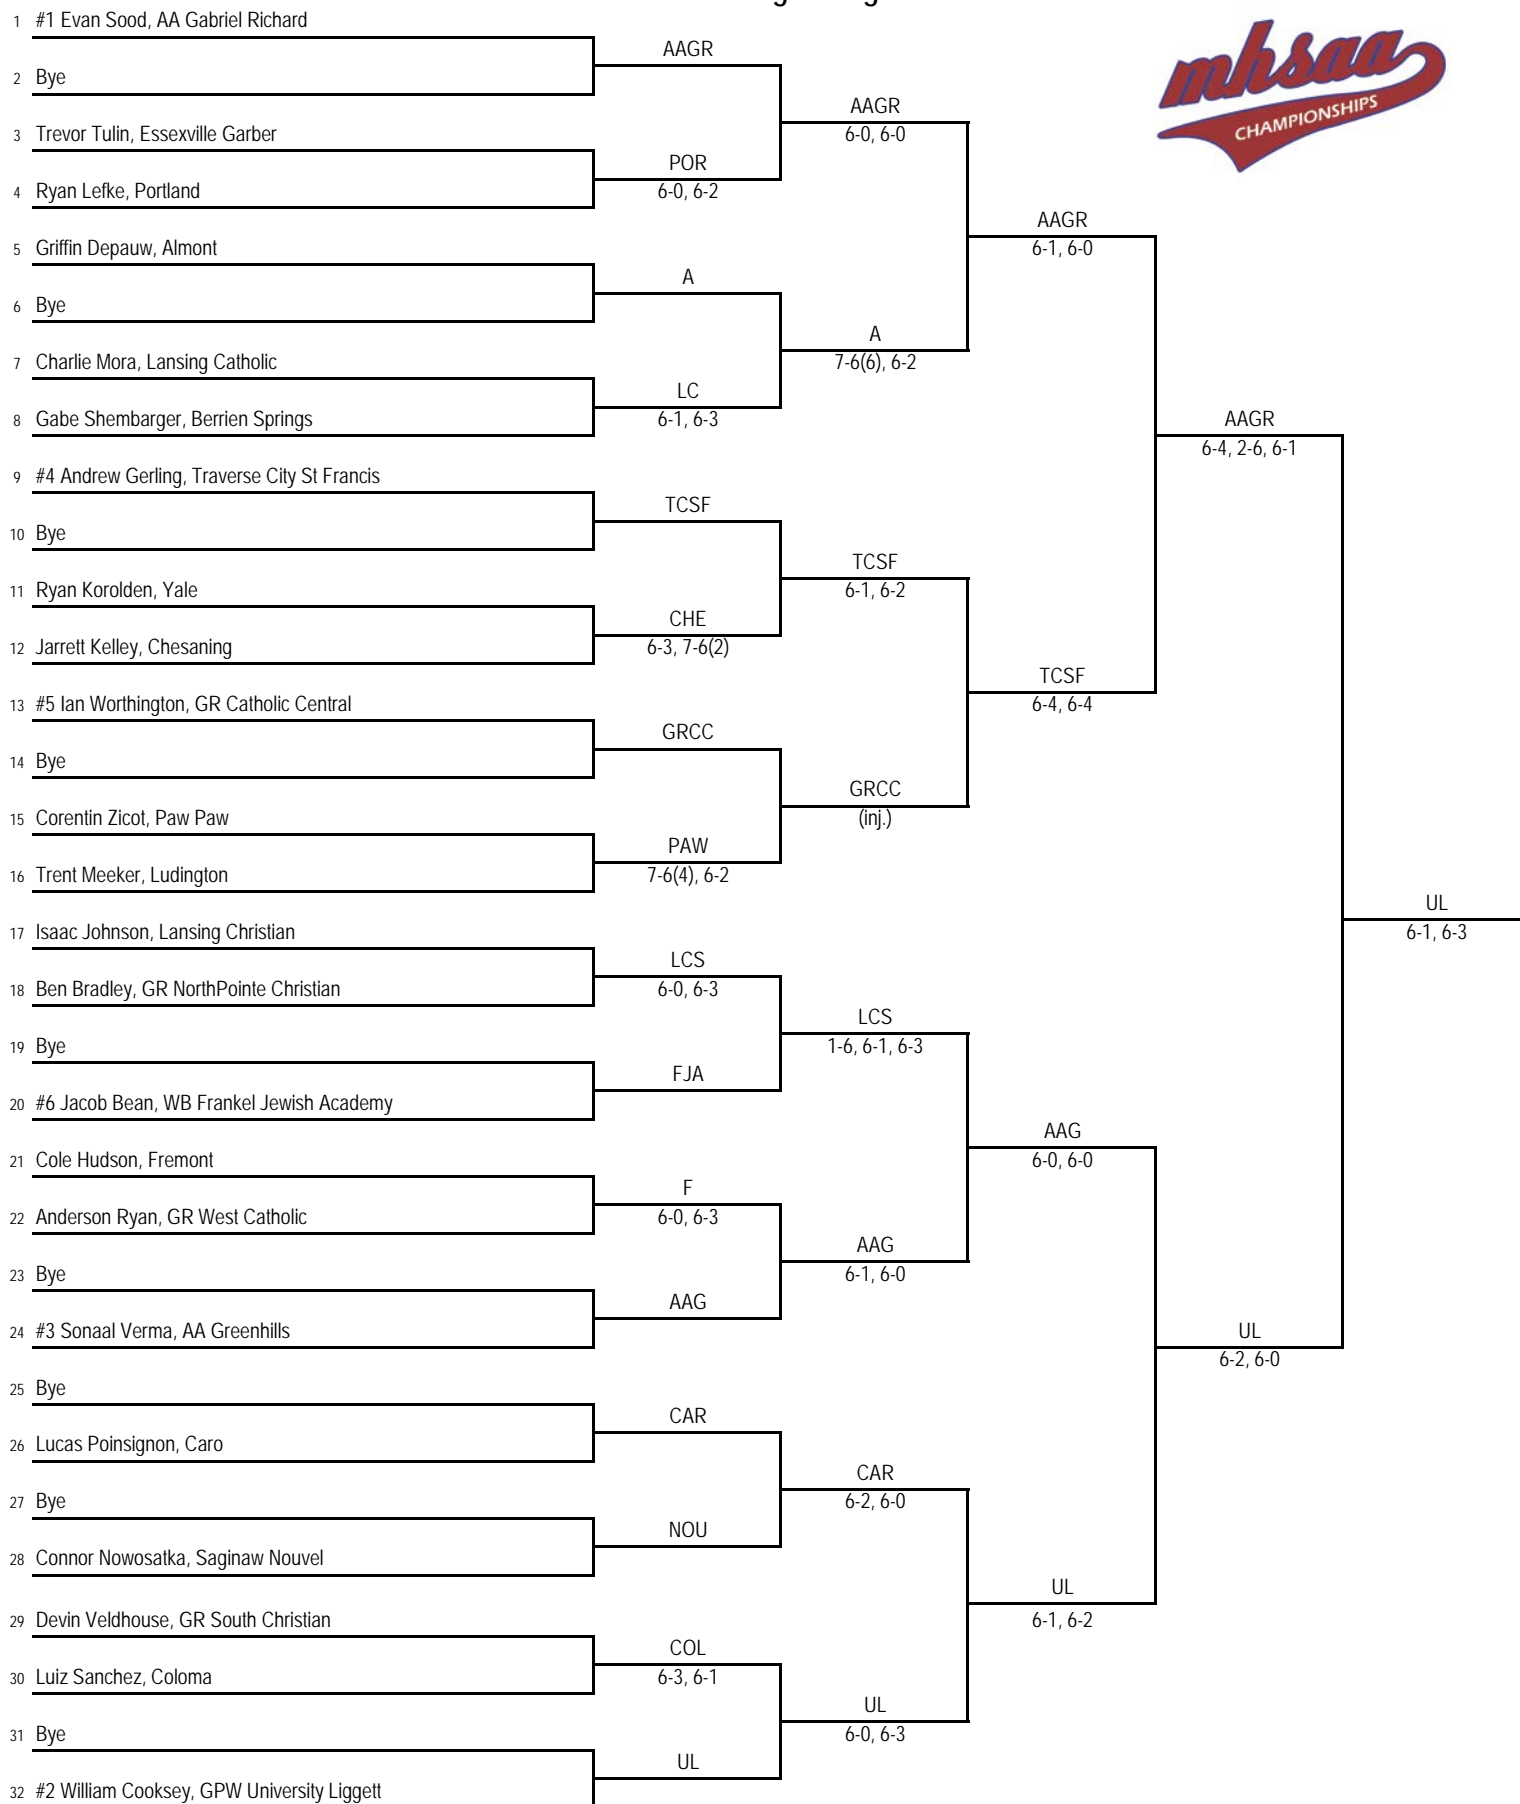 mhsaa
CHAMPIONSHIPS
1 #1 Evan Sood, AA Gabriel Richard
AAGR
2 Bye
AAGR
6-0, 6-0
3 Trevor Tulin, Essexville Garber
POR
6-0, 6-2
4 Ryan Lefke, Portland
AAGR
6-1, 6-0
5 Griffin Depauw, Almont
A
6 Bye
A
7-6(6), 6-2
7 Charlie Mora, Lansing Catholic
LC
6-1, 6-3
8 Gabe Shembarger, Berrien Springs
AAGR
6-4, 2-6, 6-1
9 #4 Andrew Gerling, Traverse City St Francis
TCSF
10 Bye
TCSF
6-1, 6-2
11 Ryan Korolden, Yale
CHE
6-3, 7-6(2)
12 Jarrett Kelley, Chesaning
TCSF
6-4, 6-4
13 #5 Ian Worthington, GR Catholic Central
GRCC
14 Bye
GRCC
(inj.)
15 Corentin Zicot, Paw Paw
PAW
7-6(4), 6-2
16 Trent Meeker, Ludington
UL
6-1, 6-3
17 Isaac Johnson, Lansing Christian
LCS
6-0, 6-3
18 Ben Bradley, GR NorthPointe Christian
LCS
1-6, 6-1, 6-3
19 Bye
FJA
20 #6 Jacob Bean, WB Frankel Jewish Academy
AAG
6-0, 6-0
21 Cole Hudson, Fremont
F
6-0, 6-3
22 Anderson Ryan, GR West Catholic
AAG
6-1, 6-0
23 Bye
AAG
24 #3 Sonaal Verma, AA Greenhills
UL
6-2, 6-0
25 Bye
CAR
26 Lucas Poinsignon, Caro
CAR
6-2, 6-0
27 Bye
NOU
28 Connor Nowosatka, Saginaw Nouvel
UL
6-1, 6-2
29 Devin Veldhouse, GR South Christian
COL
6-3, 6-1
30 Luiz Sanchez, Coloma
UL
6-0, 6-3
31 Bye
UL
32 #2 William Cooksey, GPW University Liggett